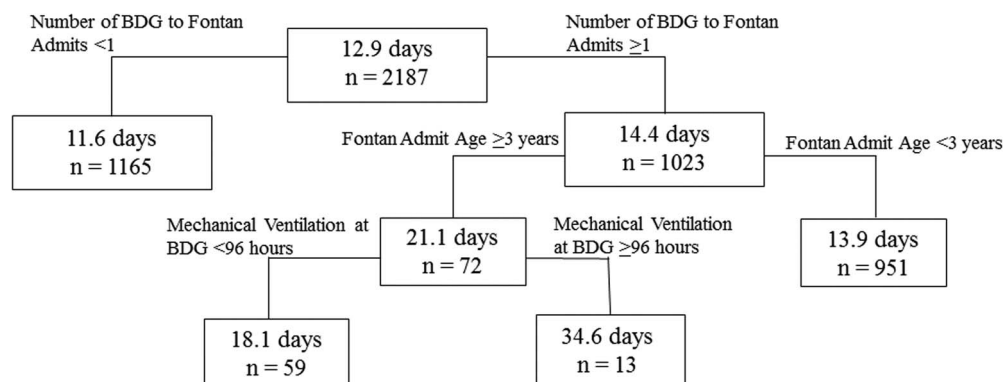 Number of BDG to Fontan
Admits <1
12.9 days
n = 2187
Number of BDG to Fontan
Admits ≥1
11.6 days
n = 1165
Fontan Admit Age ≥3 years
14.4 days
n = 1023
Fontan Admit Age <3 years
Mechanical Ventilation at
BDG <96 hours
21.1 days
n = 72
Mechanical Ventilation
at BDG ≥96 hours
13.9 days
n = 951
18.1 days
n = 59
34.6 days
n = 13